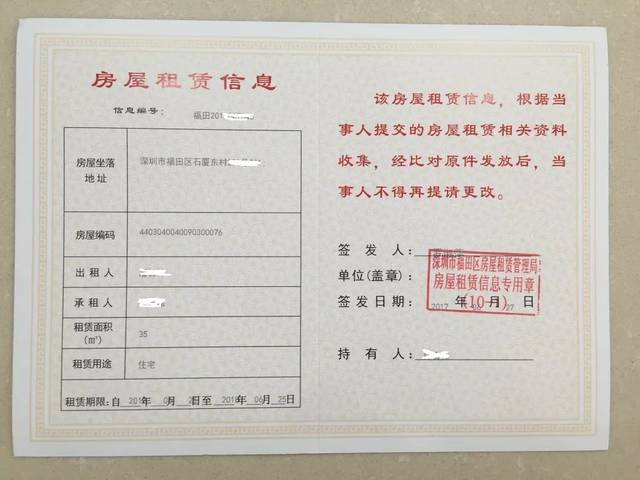 房屋租赁信息
信息编号: 福田201
房屋坐落地址 深圳市福田区石厦东村
房屋编码 4403040040090300076
出租人
承租人
租赁面积(㎡) 35
租赁用途 住宅
租赁期限:自 201 年 0 月 2 日至 2018 年 06 月 25 日
该房屋租赁信息，根据当
事人提交的房屋租赁相关资料
收集，经比对原件发放后，当
事人不得再提请更改。
签发人:
单位(盖章):
深圳市福田区房屋租赁管理局
房屋租赁信息专用章
(10-1)
签发日期: 2017 年 月 27 日
持有人: